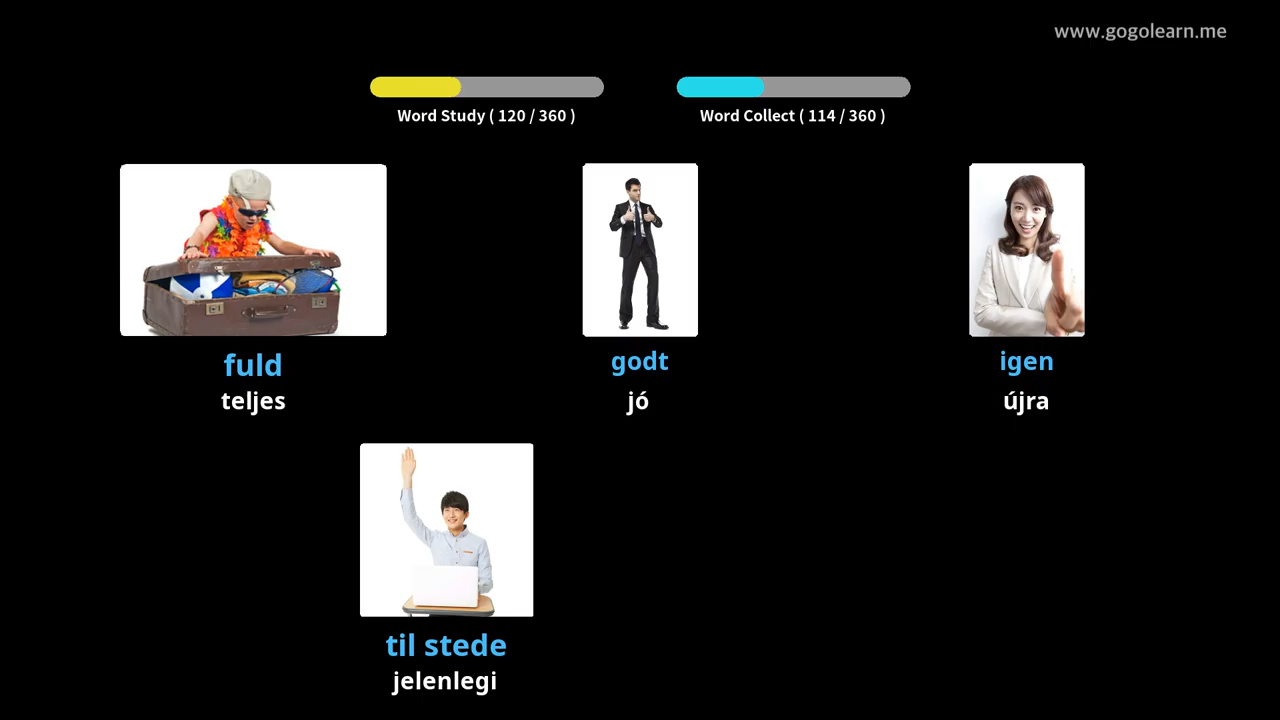 www.gogolearn.me
Word Study ( 120 / 360 )
Word Collect ( 114 / 360 )
fuld
teljes
godt
jó
igen
újra
til stede
jelenlegi